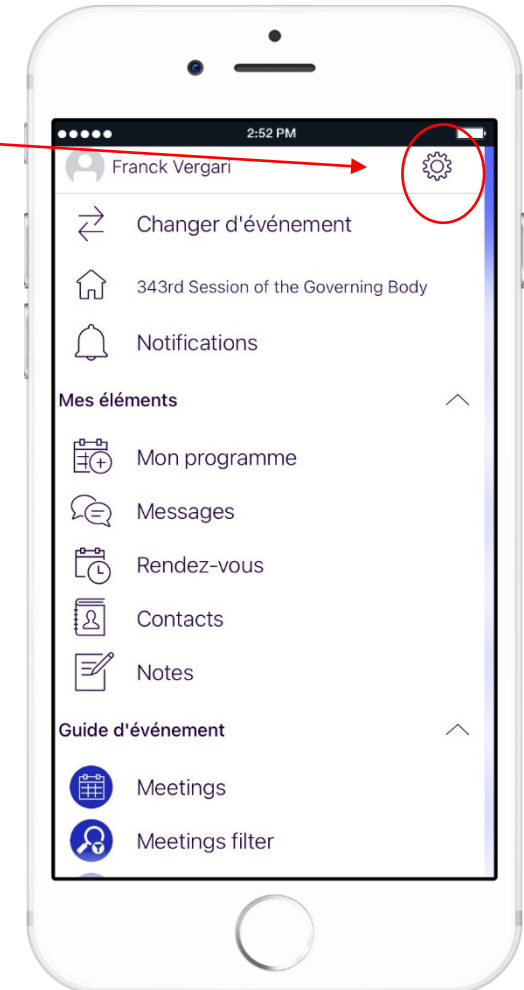 2:52 PM
Franck Vergari
Changer d'événement
343rd Session of the Governing Body
Notifications
Mes éléments
Mon programme
Messages
Rendez-vous
Contacts
Notes
Guide d'événement
Meetings
Meetings filter